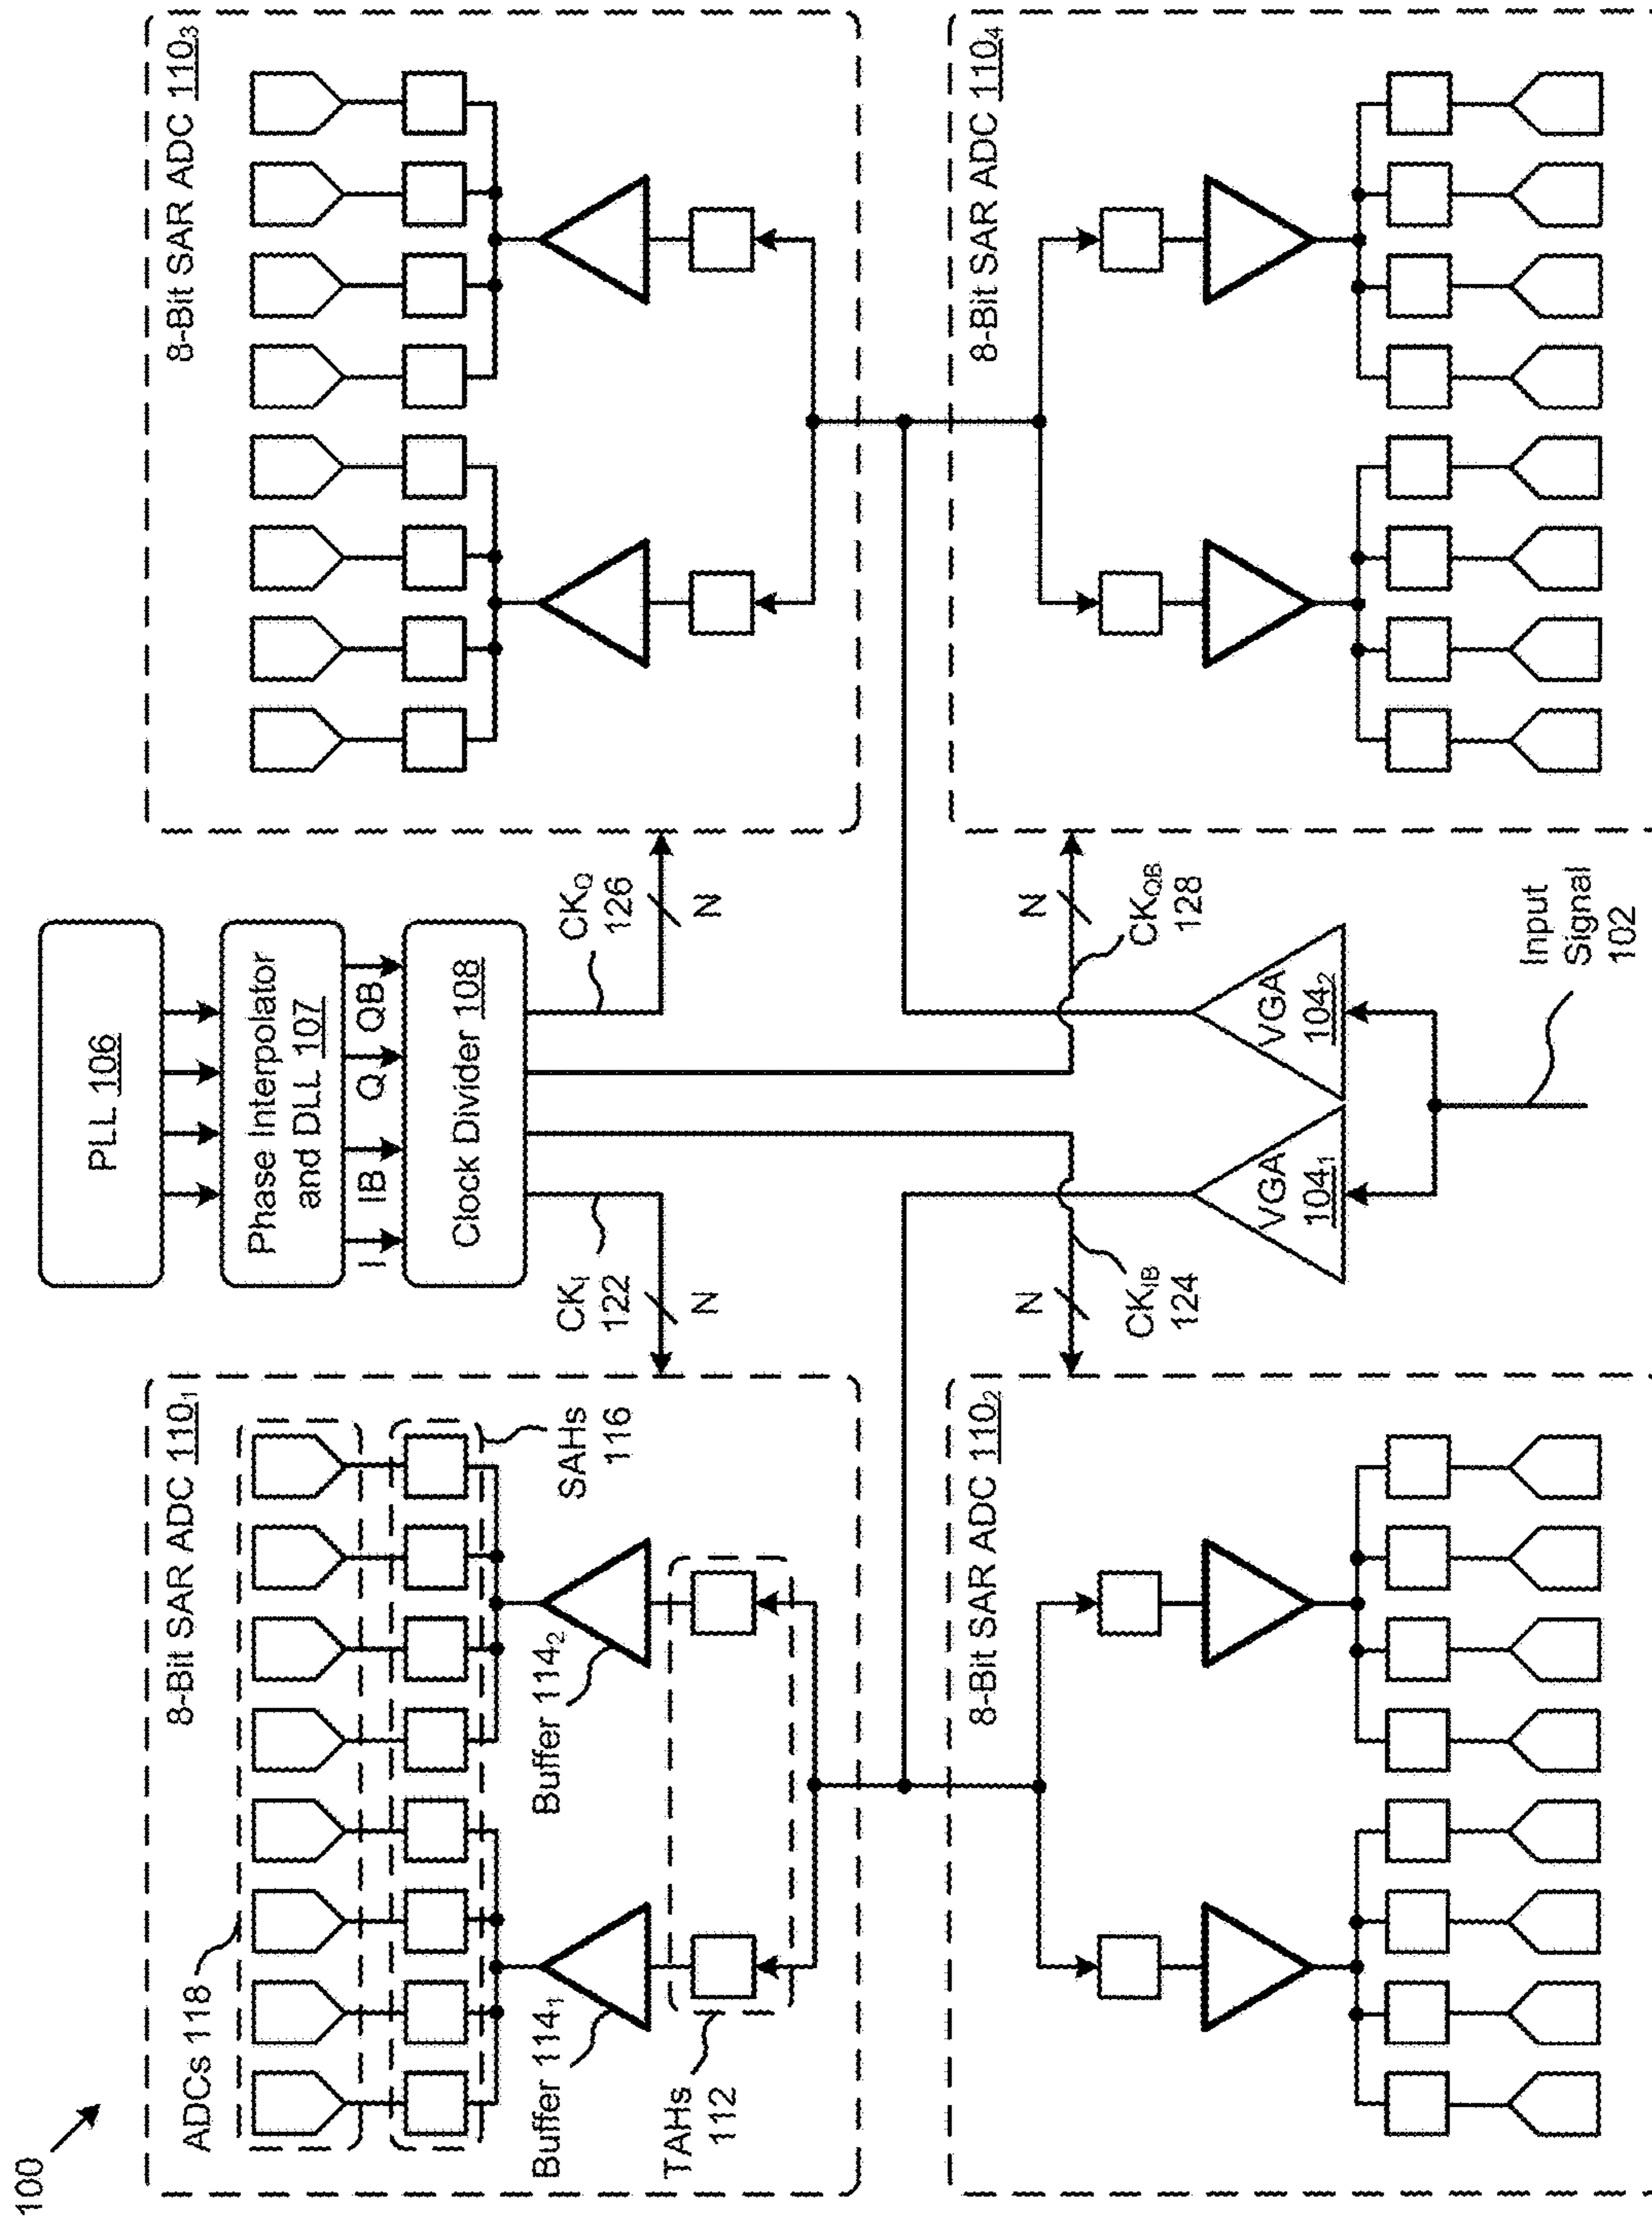 100
8-Bit SAR ADC 110₁
ADCs 118
SAHs
116
Buffer 114₁
Buffer 114₂
TAHs
112
PLL 106
Phase Interpolator
and DLL 107
I
IB
Q
QB
Clock Divider 108
CK_I
122
N
CK_Q
126
N
8-Bit SAR ADC 110₃
8-Bit SAR ADC 110₂
N
CK_IB
124
N
CK_QB
128
VGA
104₁
VGA
104₂
Input
Signal
102
8-Bit SAR ADC 110₄